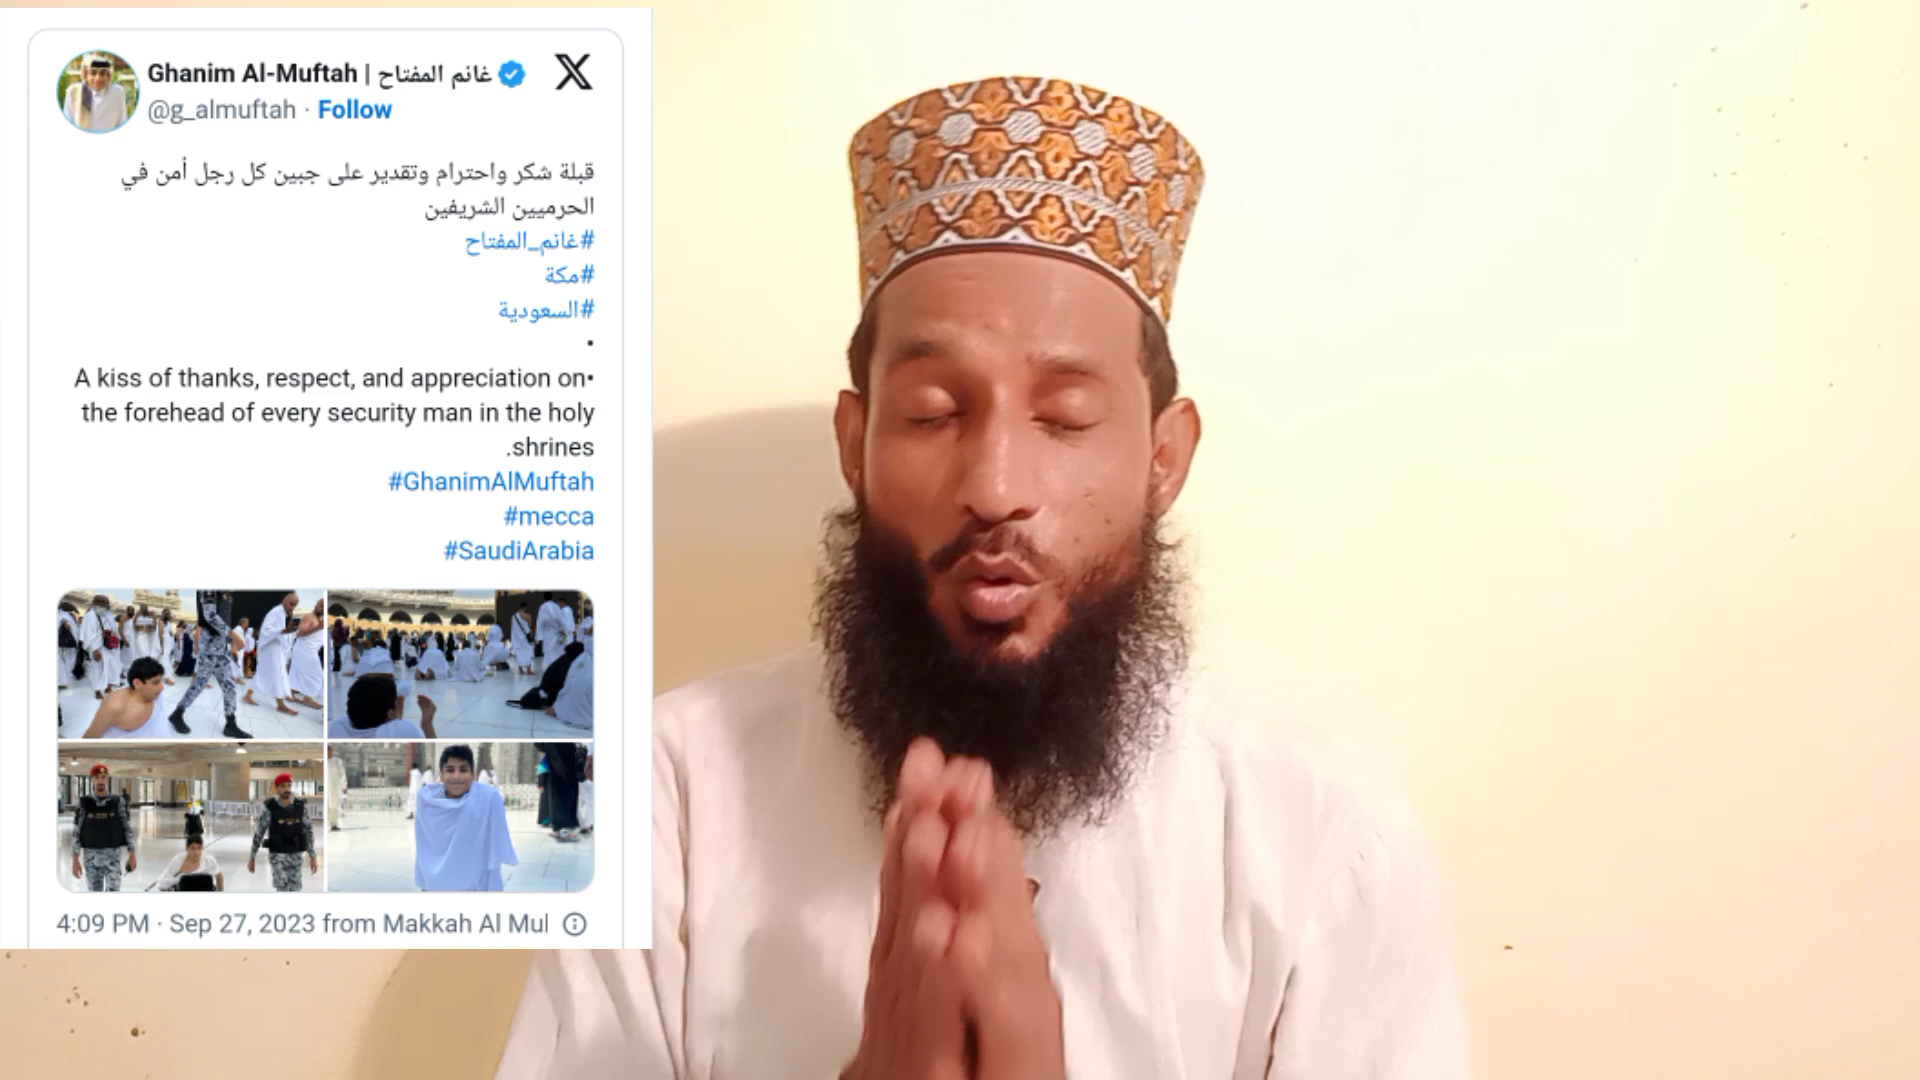 Ghanim Al-Muftah | غانم المفتاح
@g_almuftah · Follow
قبلة شكر واحترام وتقدير على جبين كل رجل أمن في
الحرميين الشريفين
#غانم_المفتاح
#مكة
#السعودية
•
A kiss of thanks, respect, and appreciation on•
the forehead of every security man in the holy
.shrines
#GhanimAlMuftah
#mecca
#SaudiArabia
4:09 PM · Sep 27, 2023 from Makkah Al Mul